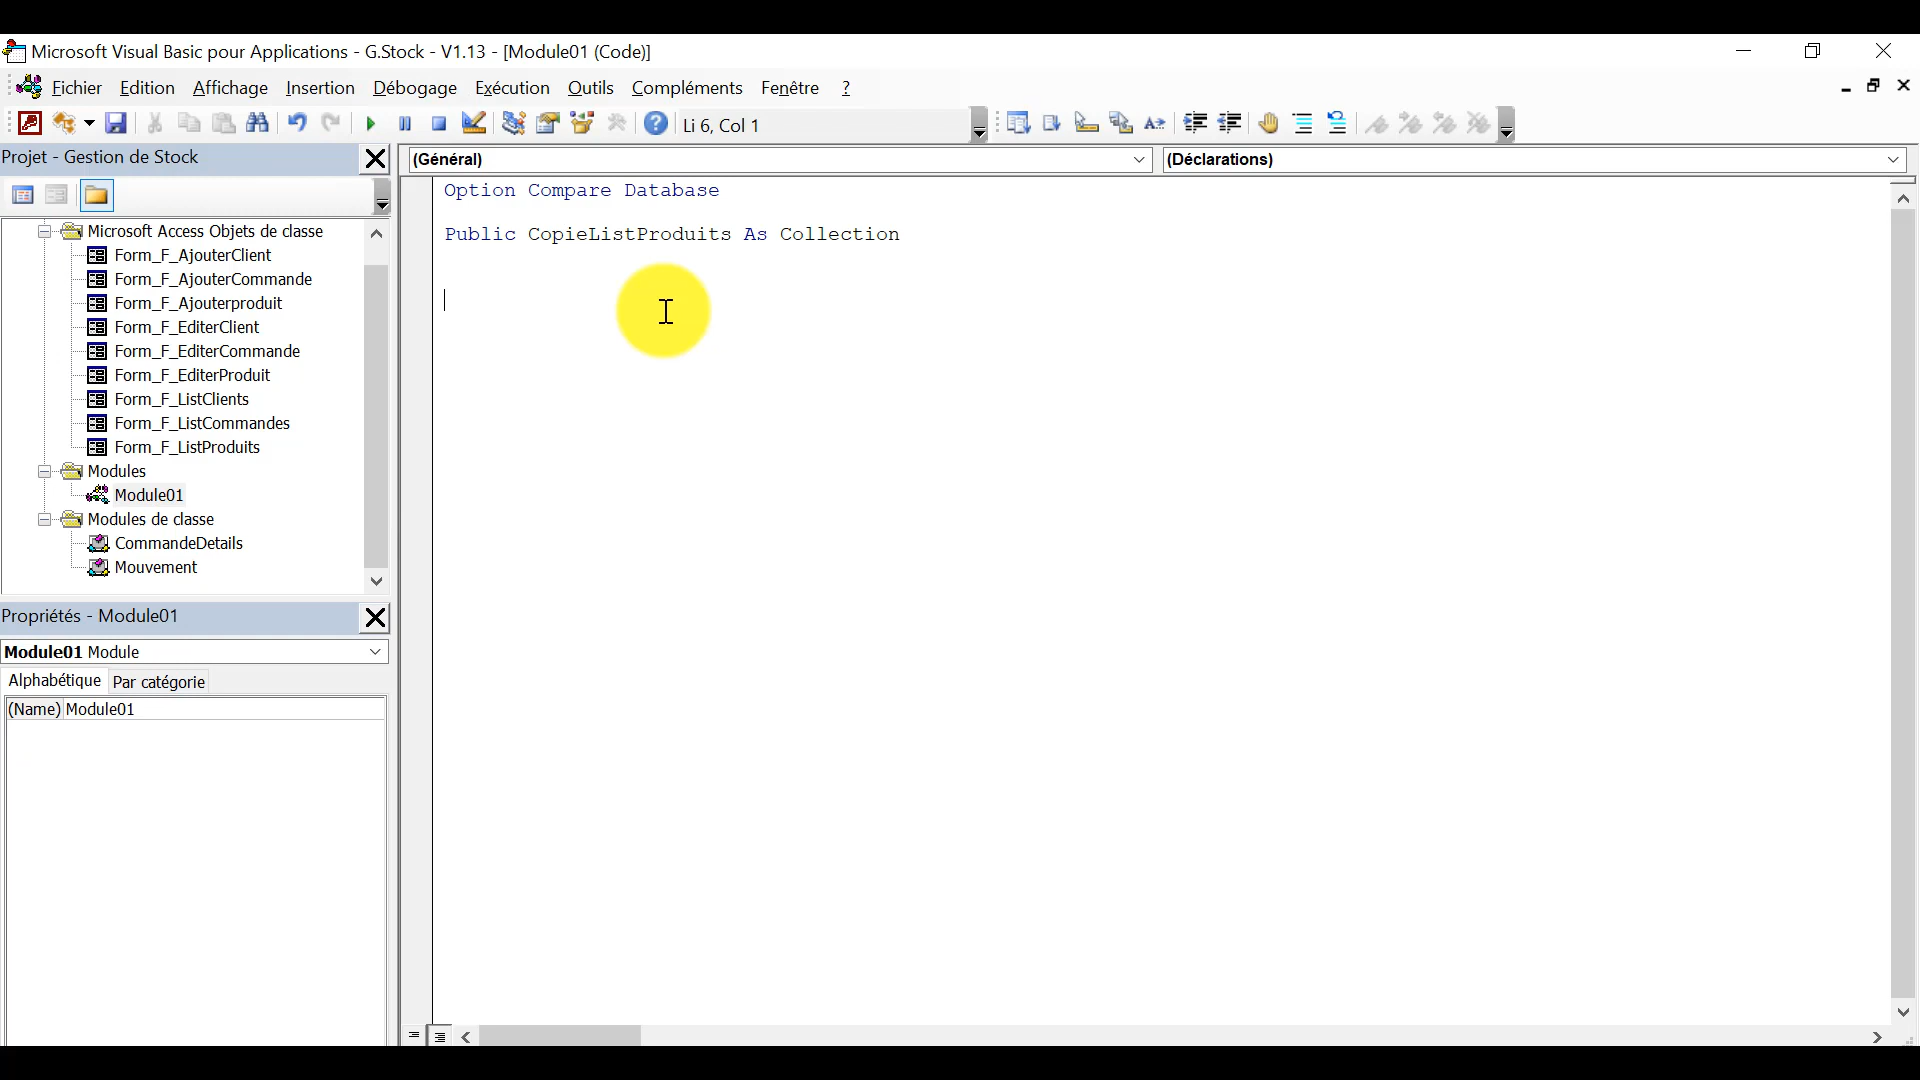 Microsoft Visual Basic pour Applications - G.Stock - V1.13 - [Module01 (Code)]
Fichier Edition Affichage Insertion Débogage Exécution Outils Compléments Fenêtre ?
Li 6, Col 1
Projet - Gestion de Stock
Microsoft Access Objets de classe
Form_F_AjouterClient
Form_F_AjouterCommande
Form_F_Ajouterproduit
Form_F_EditerClient
Form_F_EditerCommande
Form_F_EditerProduit
Form_F_ListClients
Form_F_ListCommandes
Form_F_ListProduits
Modules
Module01
Modules de classe
CommandeDetails
Mouvement
Propriétés - Module01
Module01 Module
Alphabétique Par catégorie
(Name) Module01
(Général) (Déclarations)
Option Compare Database
Public CopieListProduits As Collection